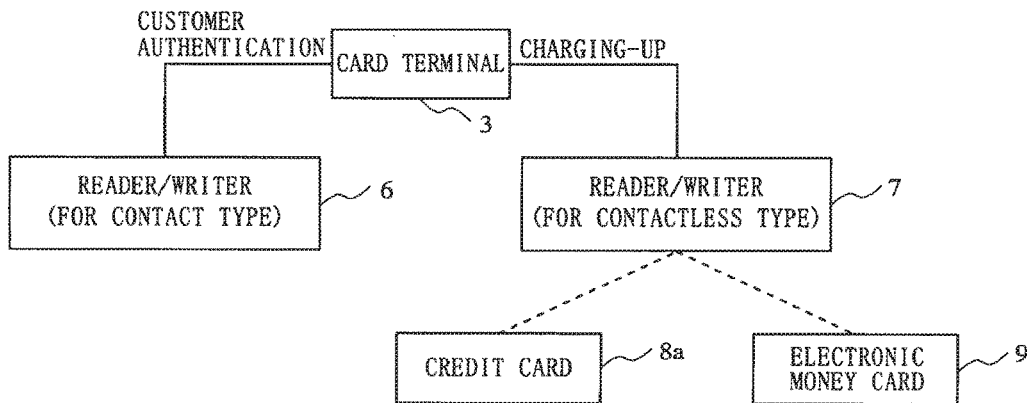 CUSTOMER
AUTHENTICATION
CARD TERMINAL
CHARGING-UP
3
READER/WRITER
(FOR CONTACT TYPE)
6
READER/WRITER
(FOR CONTACTLESS TYPE)
7
CREDIT CARD
8a
ELECTRONIC
MONEY CARD
9